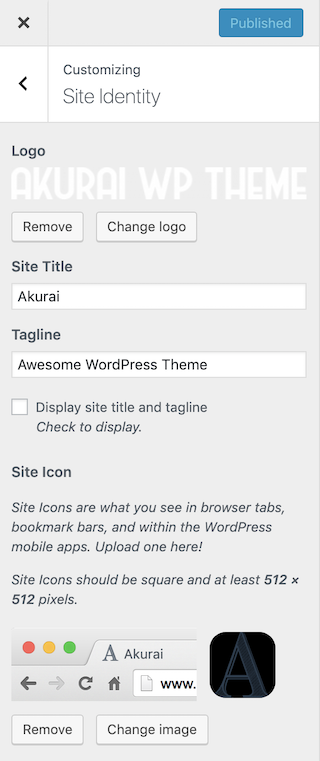 Published
Customizing
Site Identity
Logo
AKURAI WP THEME
Remove
Change logo
Site Title
Akurai
Tagline
Awesome WordPress Theme
Display site title and tagline
Check to display.
Site Icon
Site Icons are what you see in browser tabs,
bookmark bars, and within the WordPress
mobile apps. Upload one here!
Site Icons should be square and at least 512 ×
512 pixels.
A Akurai
www.
A
Remove
Change image